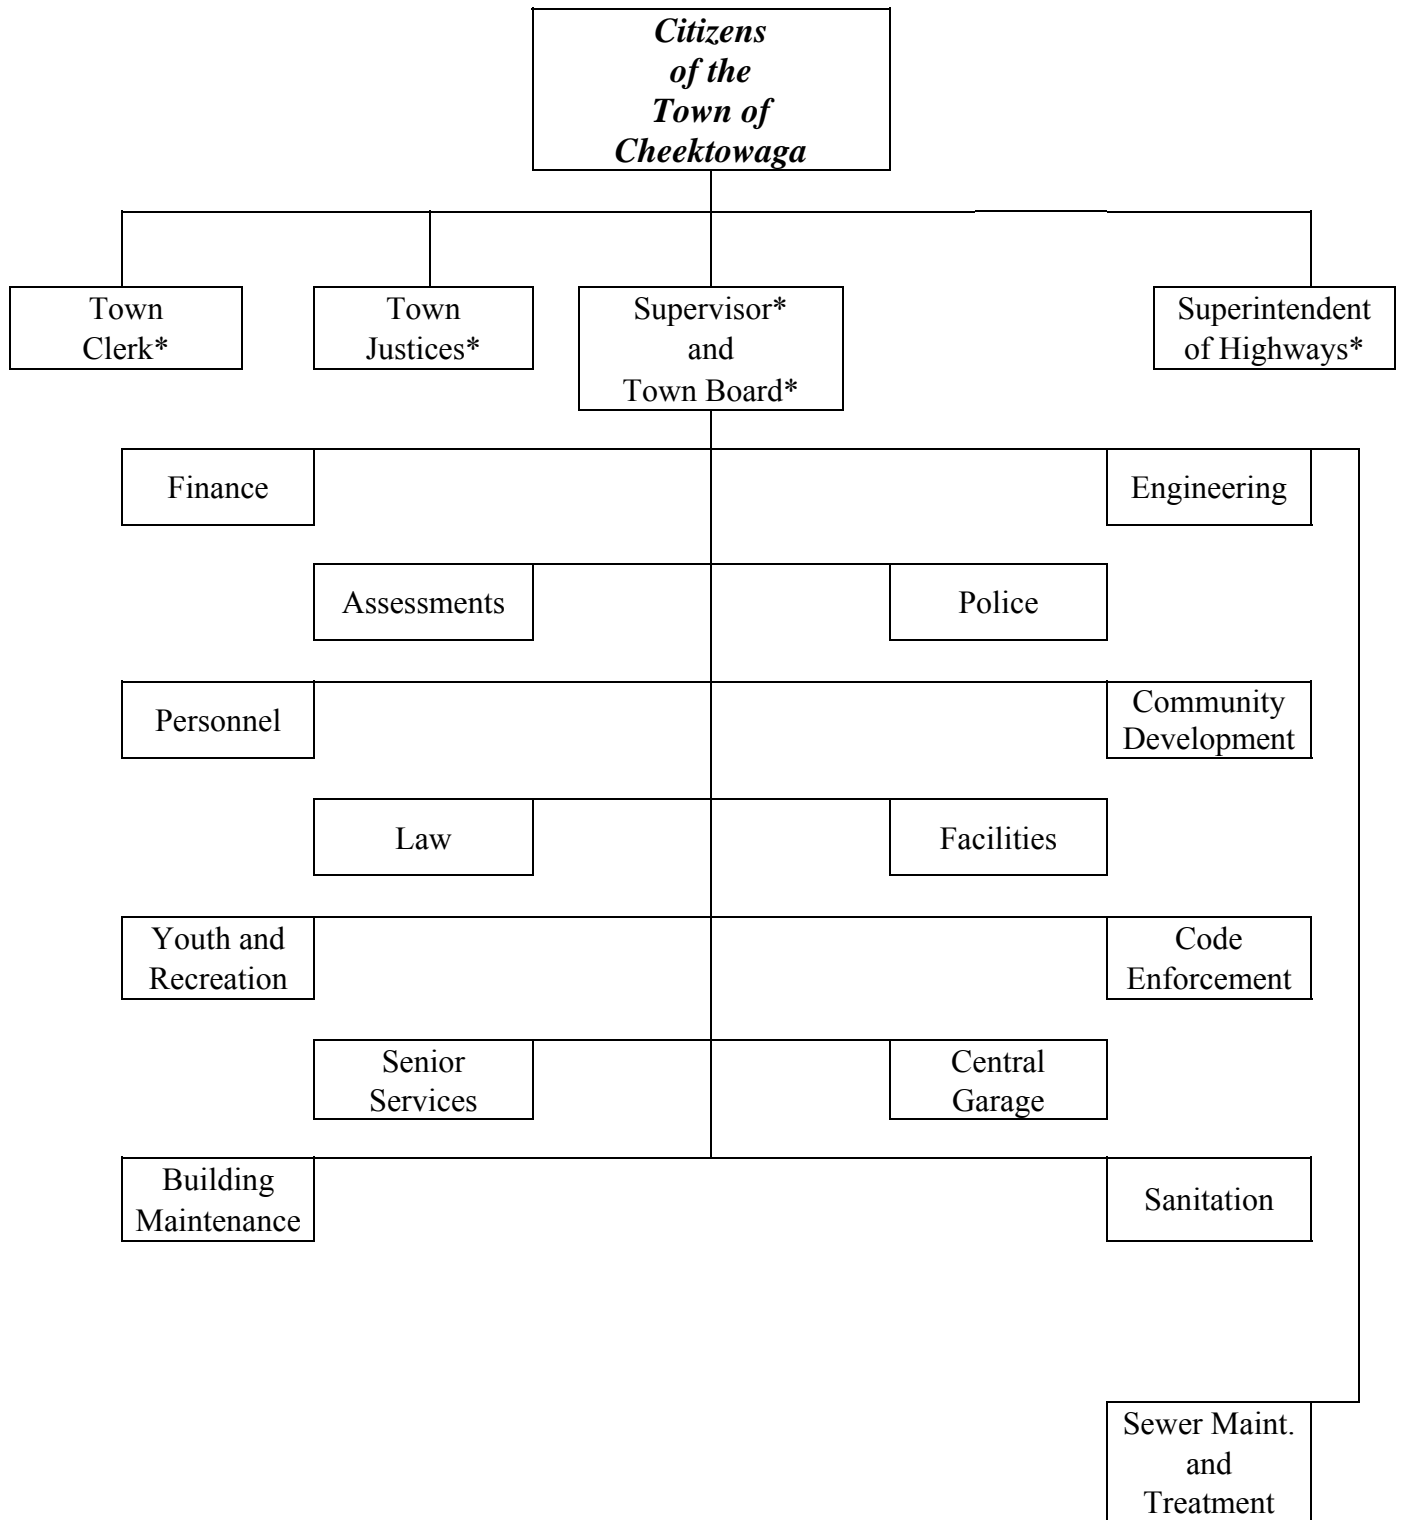 Citizens
of the
Town of
Cheektowaga
Town
Clerk*
Town
Justices*
Supervisor*
and
Town Board*
Superintendent
of Highways*
Finance
Engineering
Assessments
Police
Personnel
Community
Development
Law
Facilities
Youth and
Recreation
Code
Enforcement
Senior
Services
Central
Garage
Building
Maintenance
Sanitation
Sewer Maint.
and
Treatment